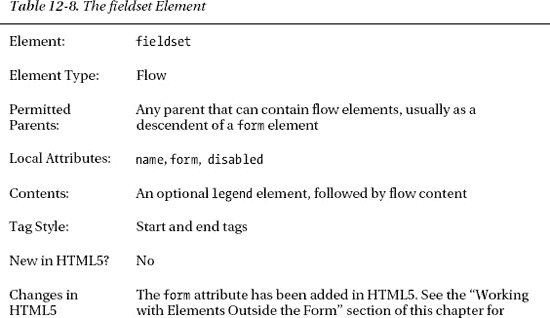 Table 12-8. The fieldset Element
Element: fieldset
Element Type: Flow
Permitted Parents: Any parent that can contain flow elements, usually as a
descendent of a form element
Local Attributes: name, form, disabled
Contents: An optional legend element, followed by flow content
Tag Style: Start and end tags
New in HTML5? No
Changes in HTML5 The form attribute has been added in HTML5. See the “Working
with Elements Outside the Form” section of this chapter for